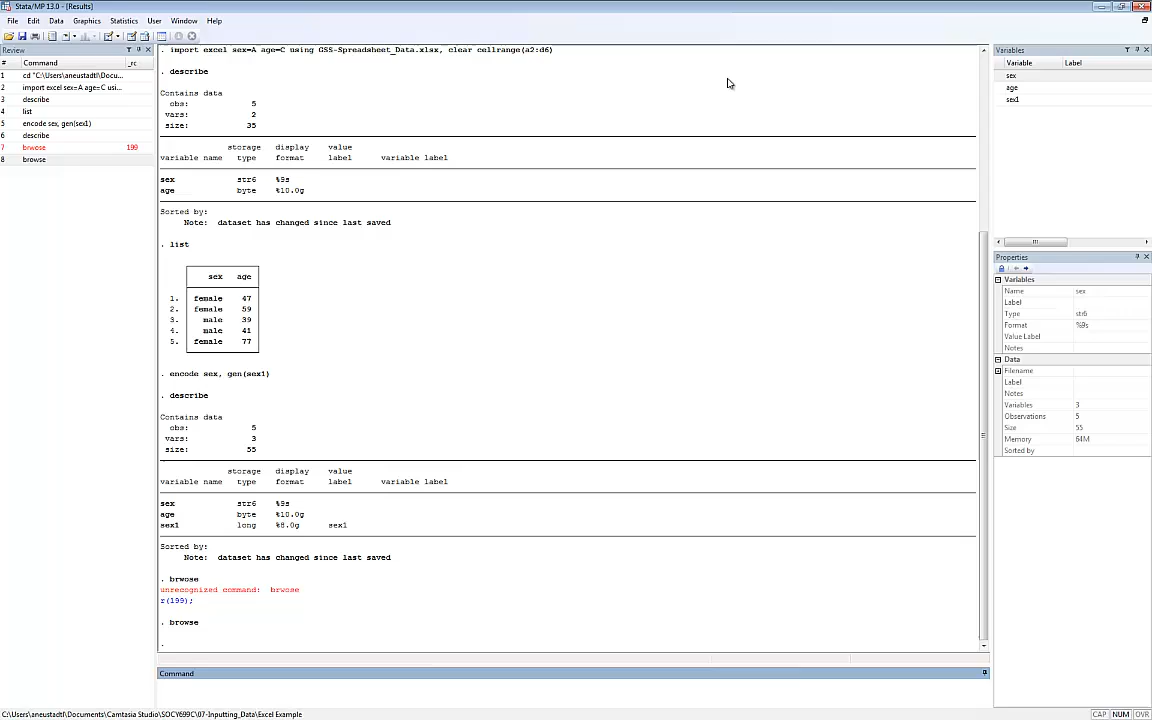 Stata/MP 13.0 - [Results]
File Edit Data Graphics Statistics User Window Help
Review
# Command _rc
1 cd "C:\Users\aneustadtl\Docu...
2 import excel sex=A age=C usi...
3 describe
4 list
5 encode sex, gen(sex1)
6 describe
7 brwose 199
8 browse
. import excel sex=A age=C using GSS-Spreadsheet_Data.xlsx, clear cellrange(a2:d6)
. describe
Contains data
obs: 5
vars: 2
size: 35
storage display value
variable name type format label variable label
sex str6 %9s
age byte %10.0g
Sorted by:
Note: dataset has changed since last saved
. list
sex age
1. female 47
2. female 59
3. male 39
4. male 41
5. female 77
. encode sex, gen(sex1)
. describe
Contains data
obs: 5
vars: 3
size: 55
storage display value
variable name type format label variable label
sex str6 %9s
age byte %10.0g
sex1 long %8.0g sex1
Sorted by:
Note: dataset has changed since last saved
. brwose
unrecognized command: brwose
r(199);
. browse
.
Command
Variables
Variable Label
sex
age
sex1
Properties
Variables
Name sex
Label
Type str6
Format %9s
Value Label
Notes
Data
Filename
Label
Notes
Variables 3
Observations 5
Size 55
Memory 64M
Sorted by
C:\Users\aneustadtl\Documents\Camtasia Studio\SOCY699C\07-Inputting_Data\Excel Example
CAP NUM OVR